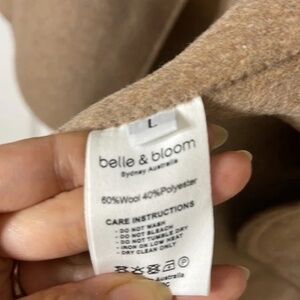 L
belle & bloom
Sydney Australia
60%Wool 40%Polyester
CARE INSTRUCTIONS
- DO NOT WASH
- DO NOT BLEACH
- DO NOT TUMBLE DRY
- IRON ON LOW HEAT
- DRY CLEAN ONLY
Australia